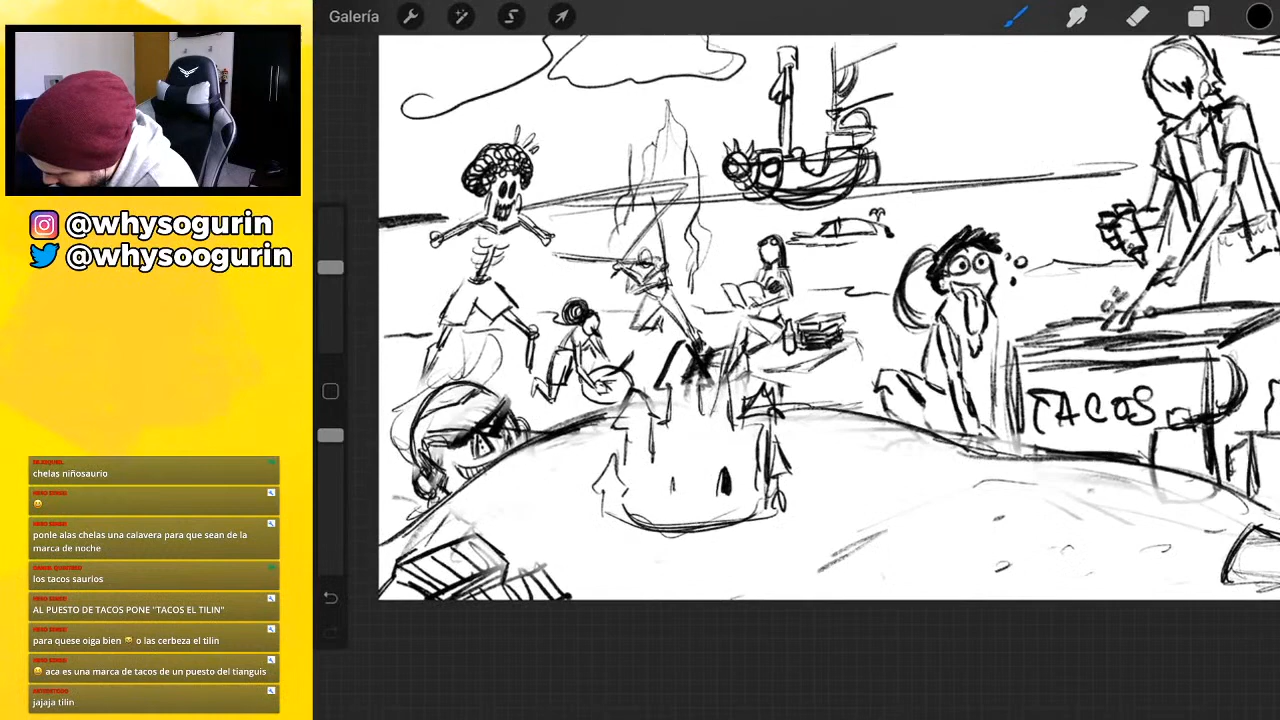 Galería
@whysogurin
@whysoogurin
chelas niñosaurio
ponle alas chelas una calavera para que sean de la
marca de noche
los tacos saurios
AL PUESTO DE TACOS PONE "TACOS EL TILIN"
para quese oiga bien 😁 o las cerbeza el tilin
😀 aca es una marca de tacos de un puesto del tianguis
jajaja tilin
TACOS